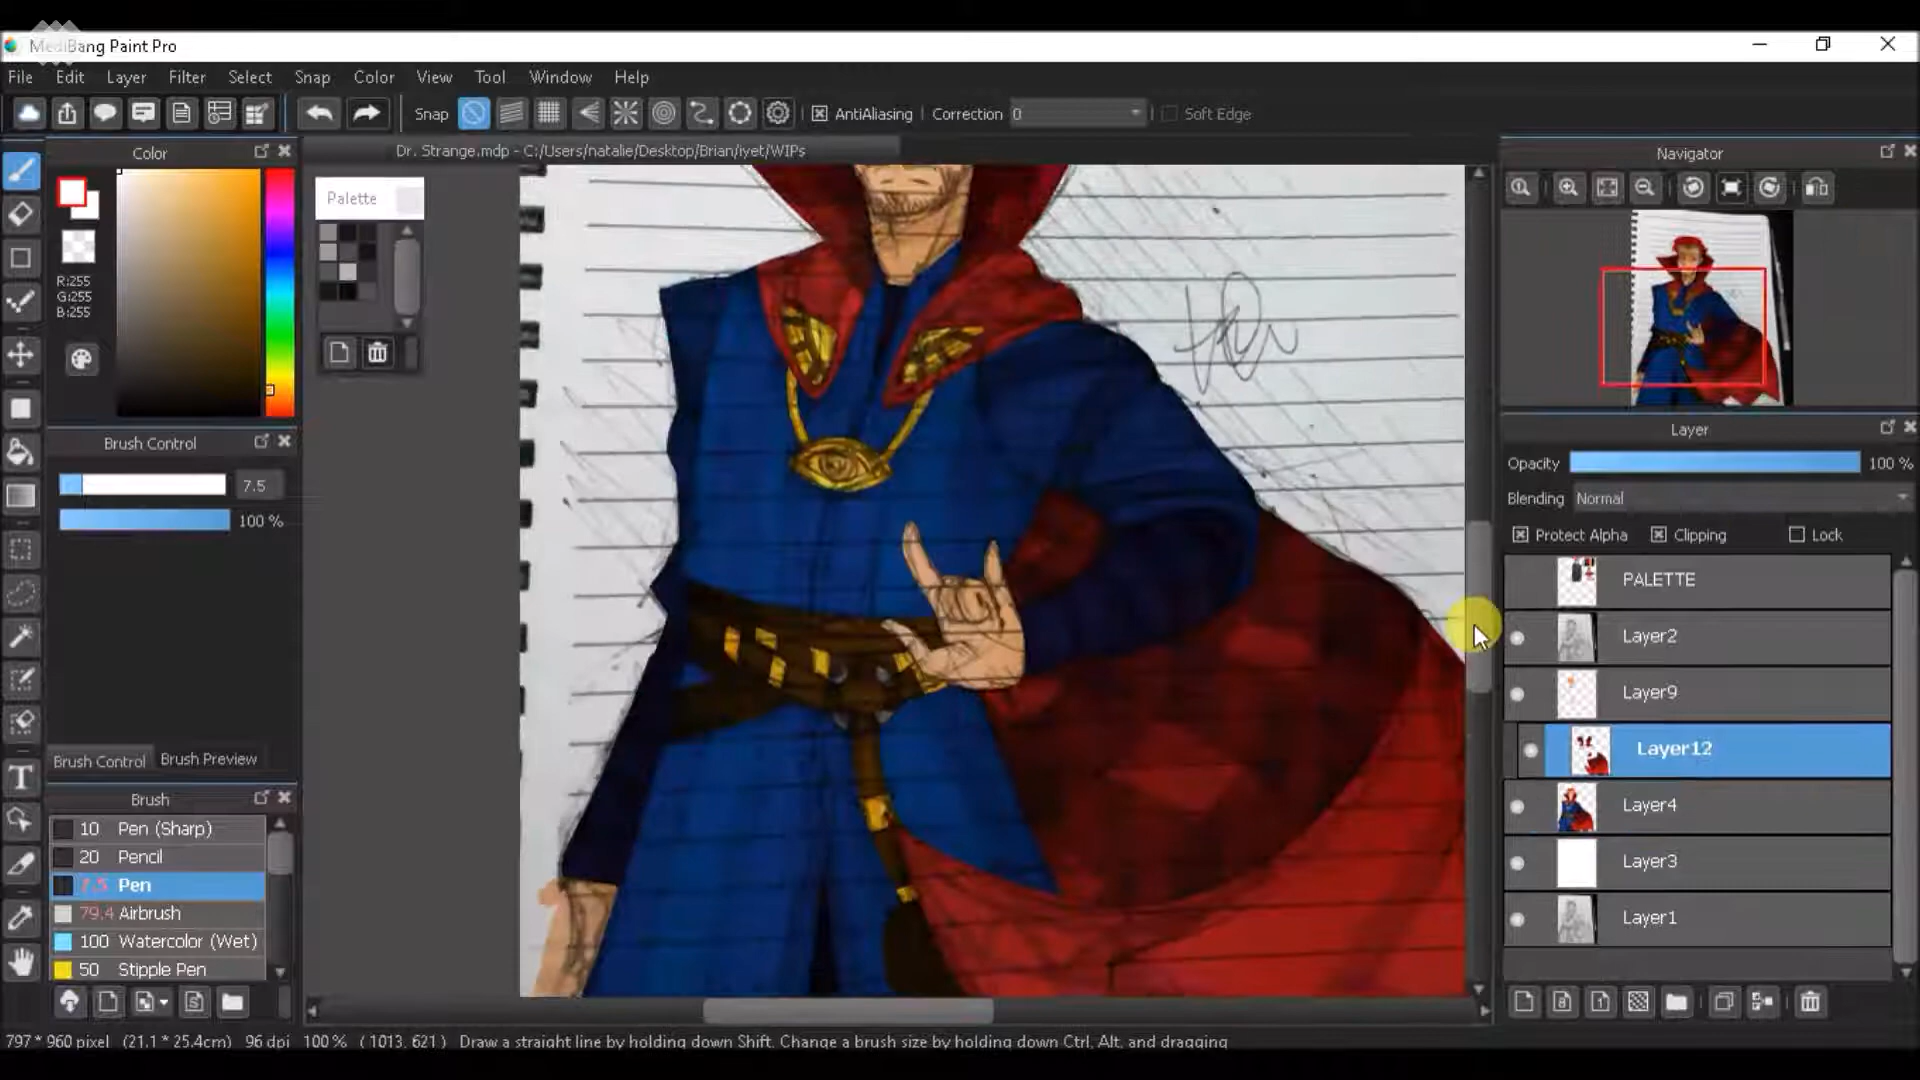 MediBang Paint Pro
File Edit Layer Filter Select Snap Color View Tool Window Help
Snap AntiAliasing Correction 0 Soft Edge
Color
Dr. Strange.mdp - C:/Users/natalie/Desktop/Brian/iyet/WIPs
Navigator
Palette
R:255
G:255
B:255
Brush Control
7.5
100 %
Brush Control Brush Preview
Brush
10 Pen (Sharp)
20 Pencil
7.5 Pen
79.4 Airbrush
100 Watercolor (Wet)
50 Stipple Pen
Layer
Opacity 100 %
Blending Normal
Protect Alpha Clipping Lock
PALETTE
Layer2
Layer9
Layer12
Layer4
Layer3
Layer1
797 * 960 pixel (21.1 * 25.4cm) 96 dpi 100 % ( 1013, 621 ) Draw a straight line by holding down Shift. Change a brush size by holding down Ctrl, Alt, and dragging